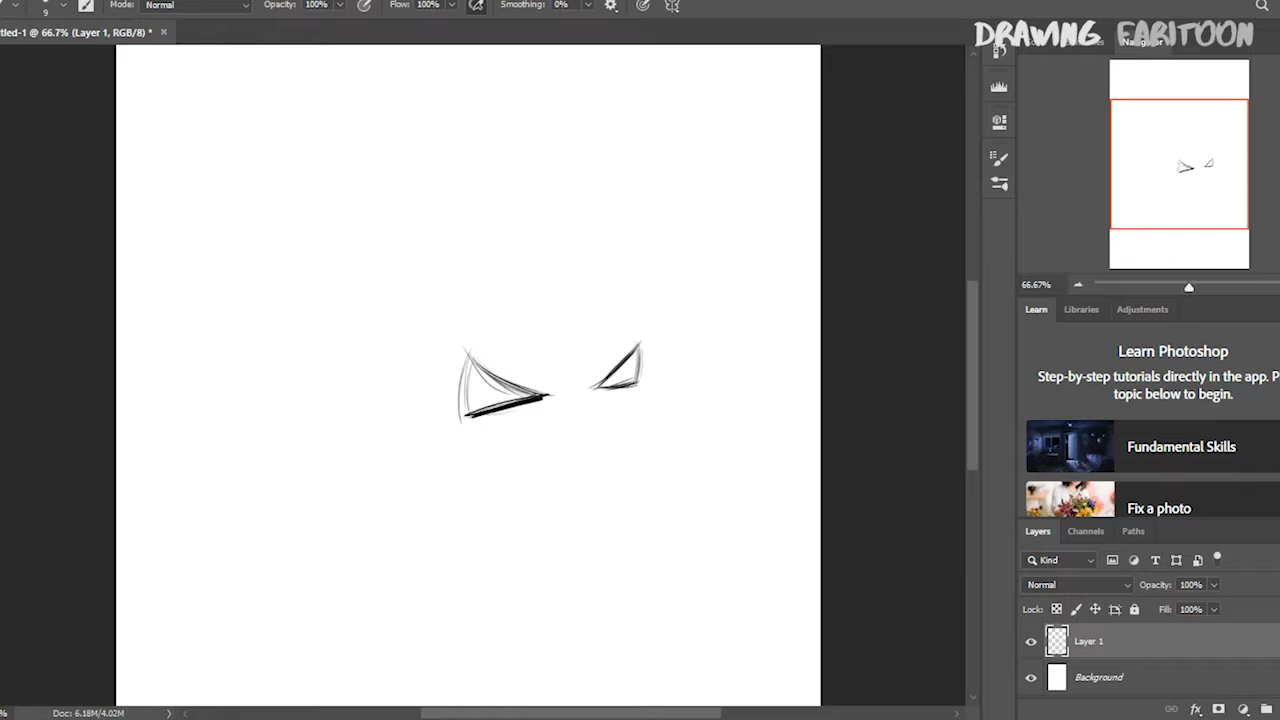 9 Mode: Normal Opacity: 100% Flow: 100% Smoothing: 0%
tled-1 @ 66.7% (Layer 1, RGB/8) *
DRAWING FARITOON
66.67%
Learn Libraries Adjustments
Learn Photoshop
Step-by-step tutorials directly in the app. P
topic below to begin.
Fundamental Skills
Fix a photo
Layers Channels Paths
Kind
Normal Opacity: 100%
Lock: Fill: 100%
Layer 1
Background
% Doc: 6.18M/4.02M
fx